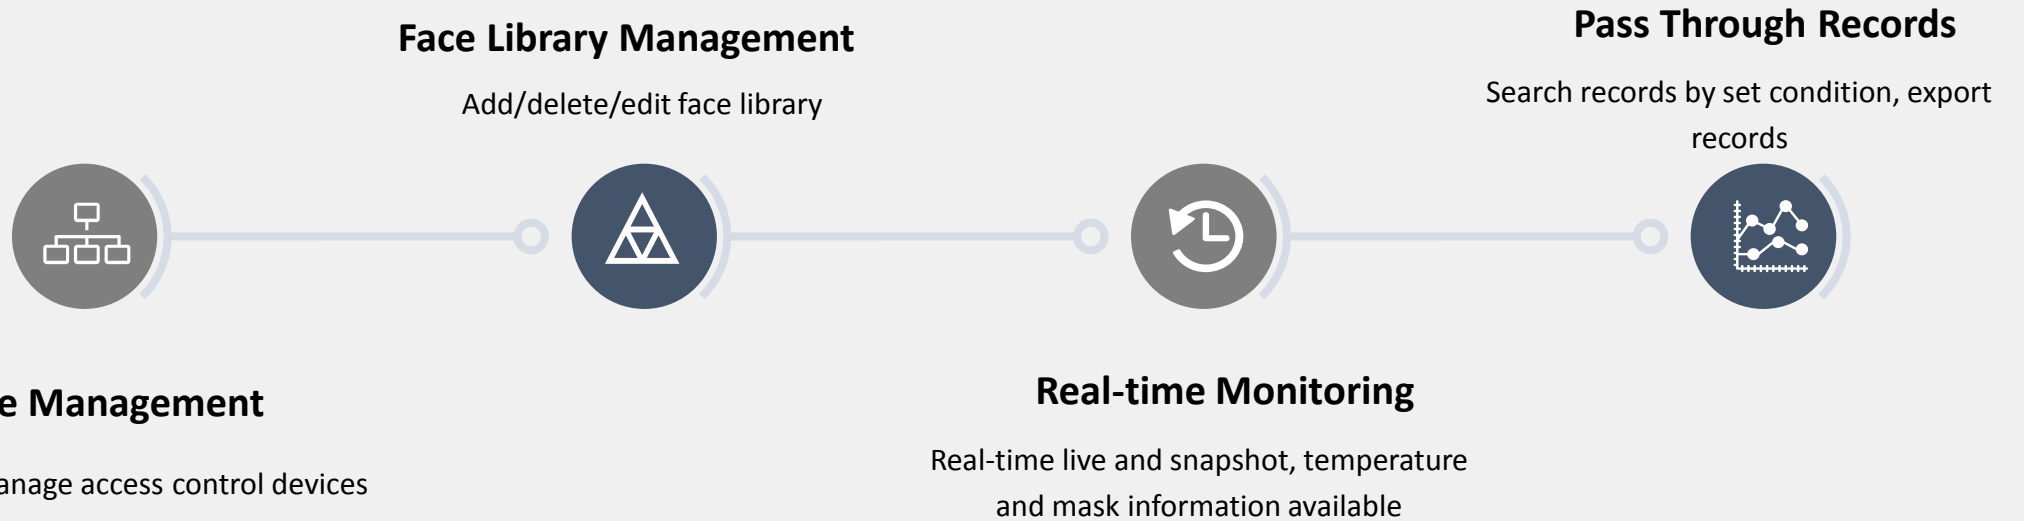 Face Library Management
Add/delete/edit face library
Pass Through Records
Search records by set condition, export
records
e Management
anage access control devices
Real-time Monitoring
Real-time live and snapshot, temperature
and mask information available